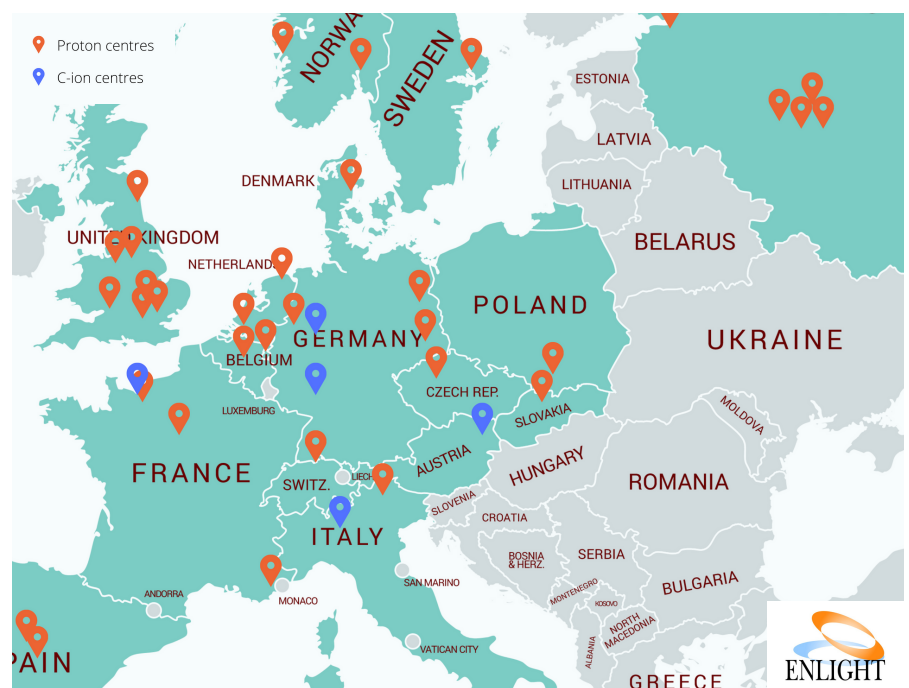 Proton centres
C-ion centres
NORWA
SWEDEN
ESTONIA
LATVIA
LITHUANIA
DENMARK
UNITED KINGDOM
BELARUS
NETHERLANDS
POLAND
GERMANY
UKRAINE
BELGIUM
CZECH REP.
LUXEMBURG
SLOVAKIA
MOLDOVA
FRANCE
AUSTRIA
HUNGARY
SWITZ.
LIECH
ROMANIA
SLOVENIA
CROATIA
ITALY
BOSNIA
& HERZ.
SERBIA
SAN MARINO
BULGARIA
MONTENEGRO
ANDORRA
MONACO
KOSOVO
NORTH
MACEDONIA
VATICAN CITY
ALBANIA
PAIN
GREECE
ENLIGHT